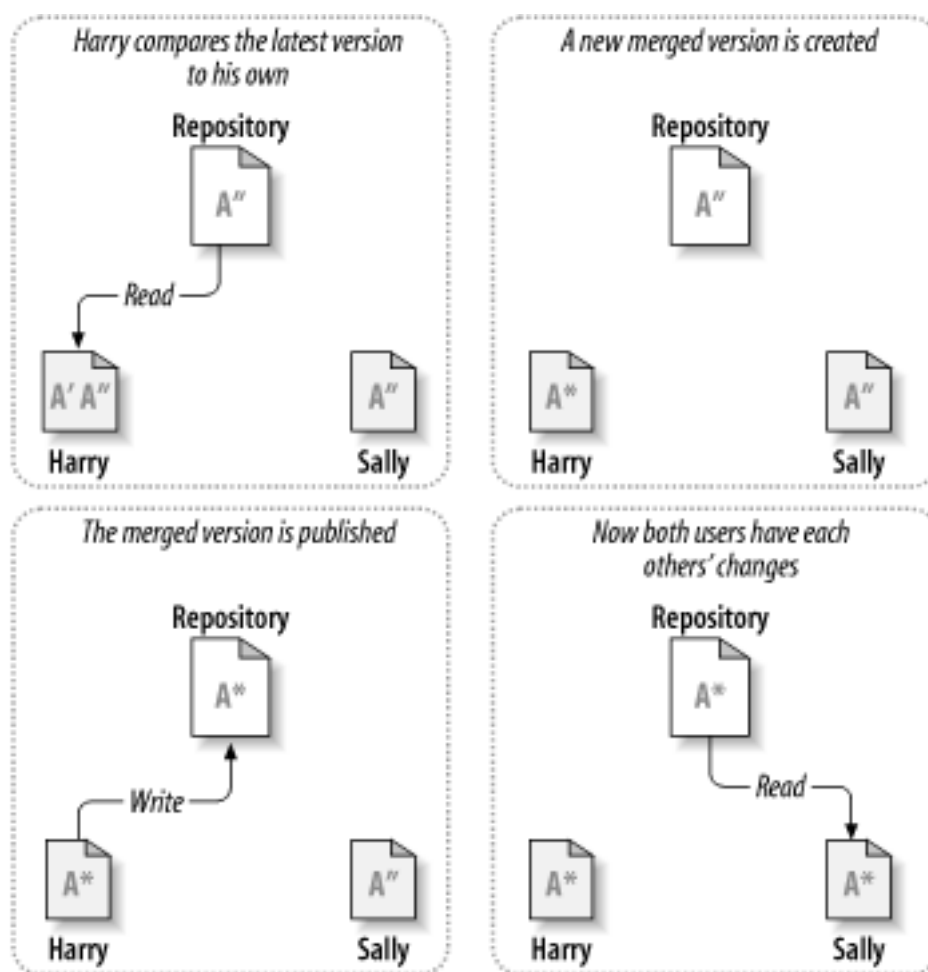 Harry compares the latest version
to his own
Repository
A″
Read
A′ A″
A″
Harry
Sally
A new merged version is created
Repository
A″
A*
A″
Harry
Sally
The merged version is published
Repository
A*
Write
A*
A″
Harry
Sally
Now both users have each
others’ changes
Repository
A*
Read
A*
A*
Harry
Sally